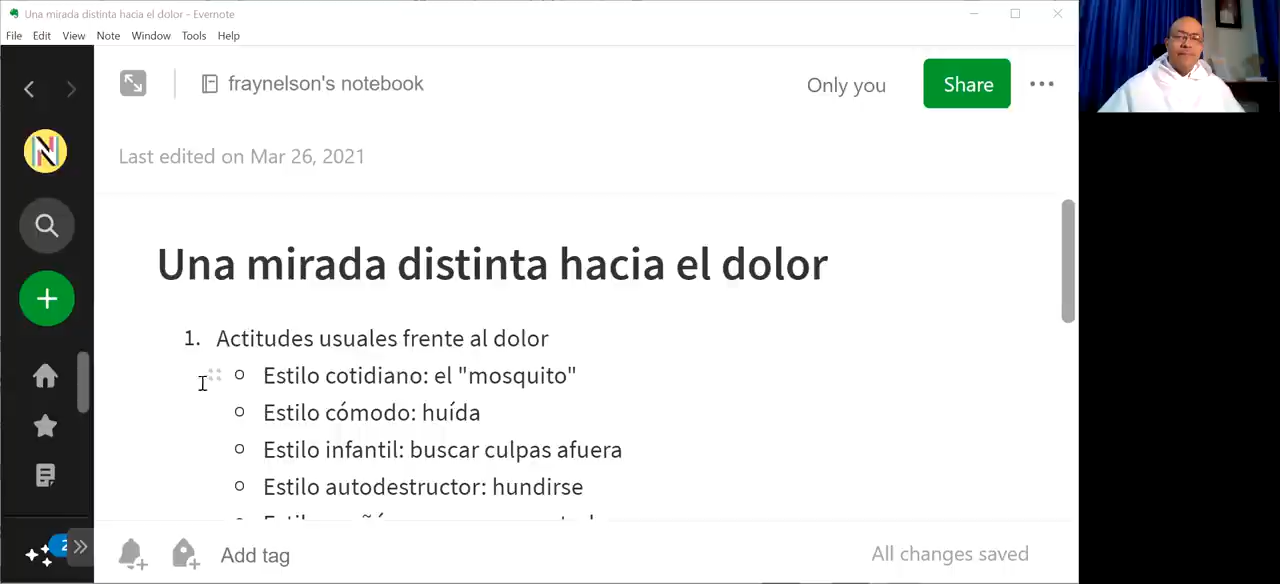 Una mirada distinta hacia el dolor - Evernote
File Edit View Note Window Tools Help
fraynelson's notebook
Only you
Share
Last edited on Mar 26, 2021
Una mirada distinta hacia el dolor
1. Actitudes usuales frente al dolor
Estilo cotidiano: el "mosquito"
Estilo cómodo: huída
Estilo infantil: buscar culpas afuera
Estilo autodestructor: hundirse
2
Add tag
All changes saved